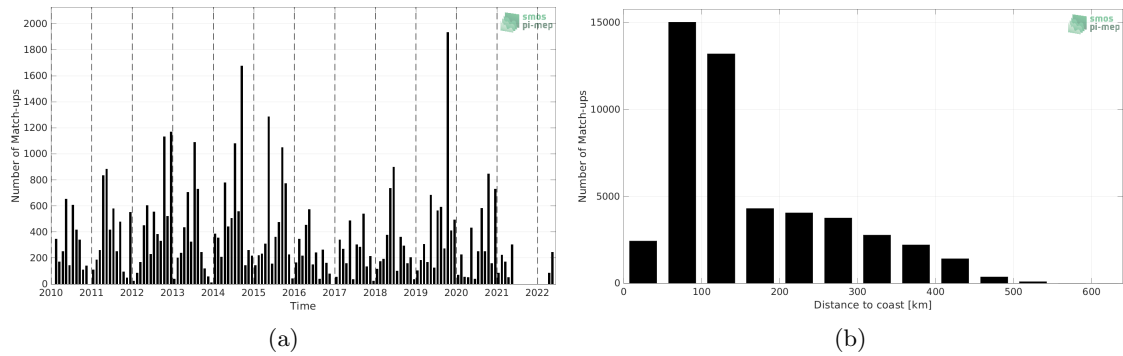 2000
1800
1600
1400
1200
1000
800
600
400
200
0
Number of Match-ups
2010 2011 2012 2013 2014 2015 2016 2017 2018 2019 2020 2021 2022
Time
smos
pi-mep
(a)
15000
10000
5000
0
Number of Match-ups
0 100 200 300 400 500 600
Distance to coast [km]
smos
pi-mep
(b)